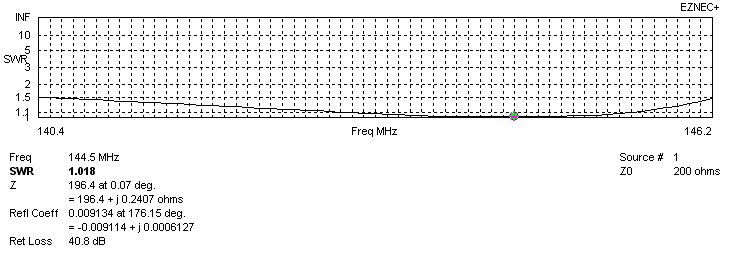 EZNEC+
INF
10
5
SWR
3
2
1.5
1.1
1
140.4 Freq MHz 146.2
Freq 144.5 MHz Source # 1
SWR 1.018 Z0 200 ohms
Z 196.4 at 0.07 deg.
= 196.4 + j 0.2407 ohms
Refl Coeff 0.009134 at 176.15 deg.
= -0.009114 + j 0.0006127
Ret Loss 40.8 dB